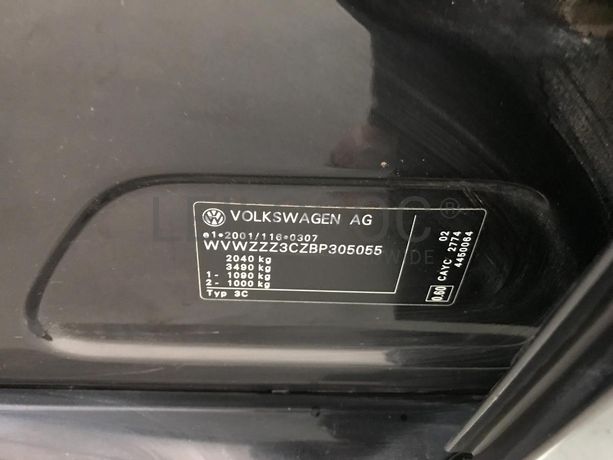 VOLKSWAGEN AG
e1*2001/116*0307
WVWZZZ3CZBP305055
2040 kg
3490 kg
1- 1090 kg
2- 1000 kg
Typ 3C
0.60
CAYC 2774
02
4450064